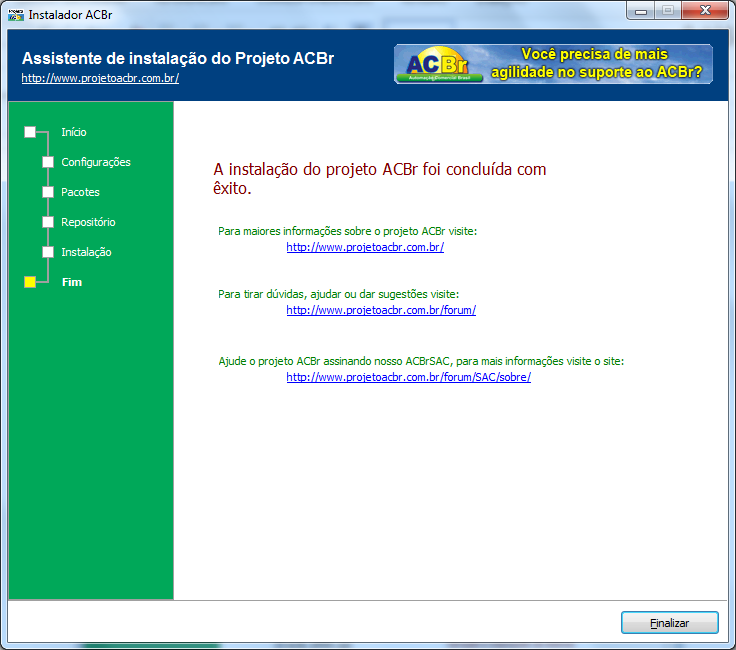 Instalador ACBr
Assistente de instalação do Projeto ACBr
http://www.projetoacbr.com.br/
ACBr
Automação Comercial Brasil
Você precisa de mais
agilidade no suporte ao ACBr?
Início
Configurações
Pacotes
Repositório
Instalação
Fim
A instalação do projeto ACBr foi concluída com
êxito.
Para maiores informações sobre o projeto ACBr visite:
http://www.projetoacbr.com.br/
Para tirar dúvidas, ajudar ou dar sugestões visite:
http://www.projetoacbr.com.br/forum/
Ajude o projeto ACBr assinando nosso ACBrSAC, para mais informações visite o site:
http://www.projetoacbr.com.br/forum/SAC/sobre/
Finalizar